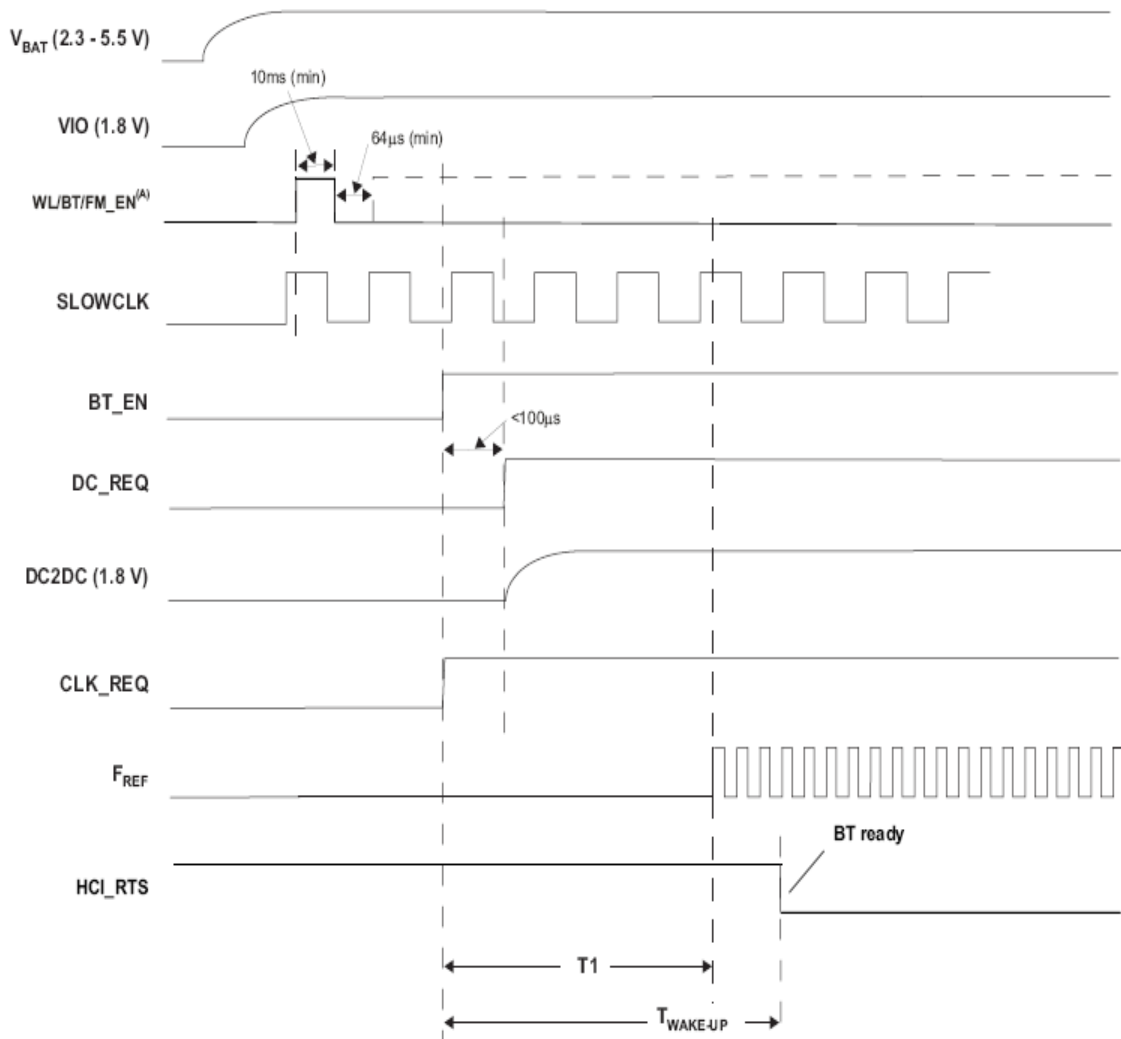 V_BAT (2.3 - 5.5 V)
10ms (min)
VIO (1.8 V)
64µs (min)
WL/BT/FM_EN(A)
SLOWCLK
BT_EN
<100µs
DC_REQ
DC2DC (1.8 V)
CLK_REQ
F_REF
BT ready
HCI_RTS
T1
T_WAKE-UP